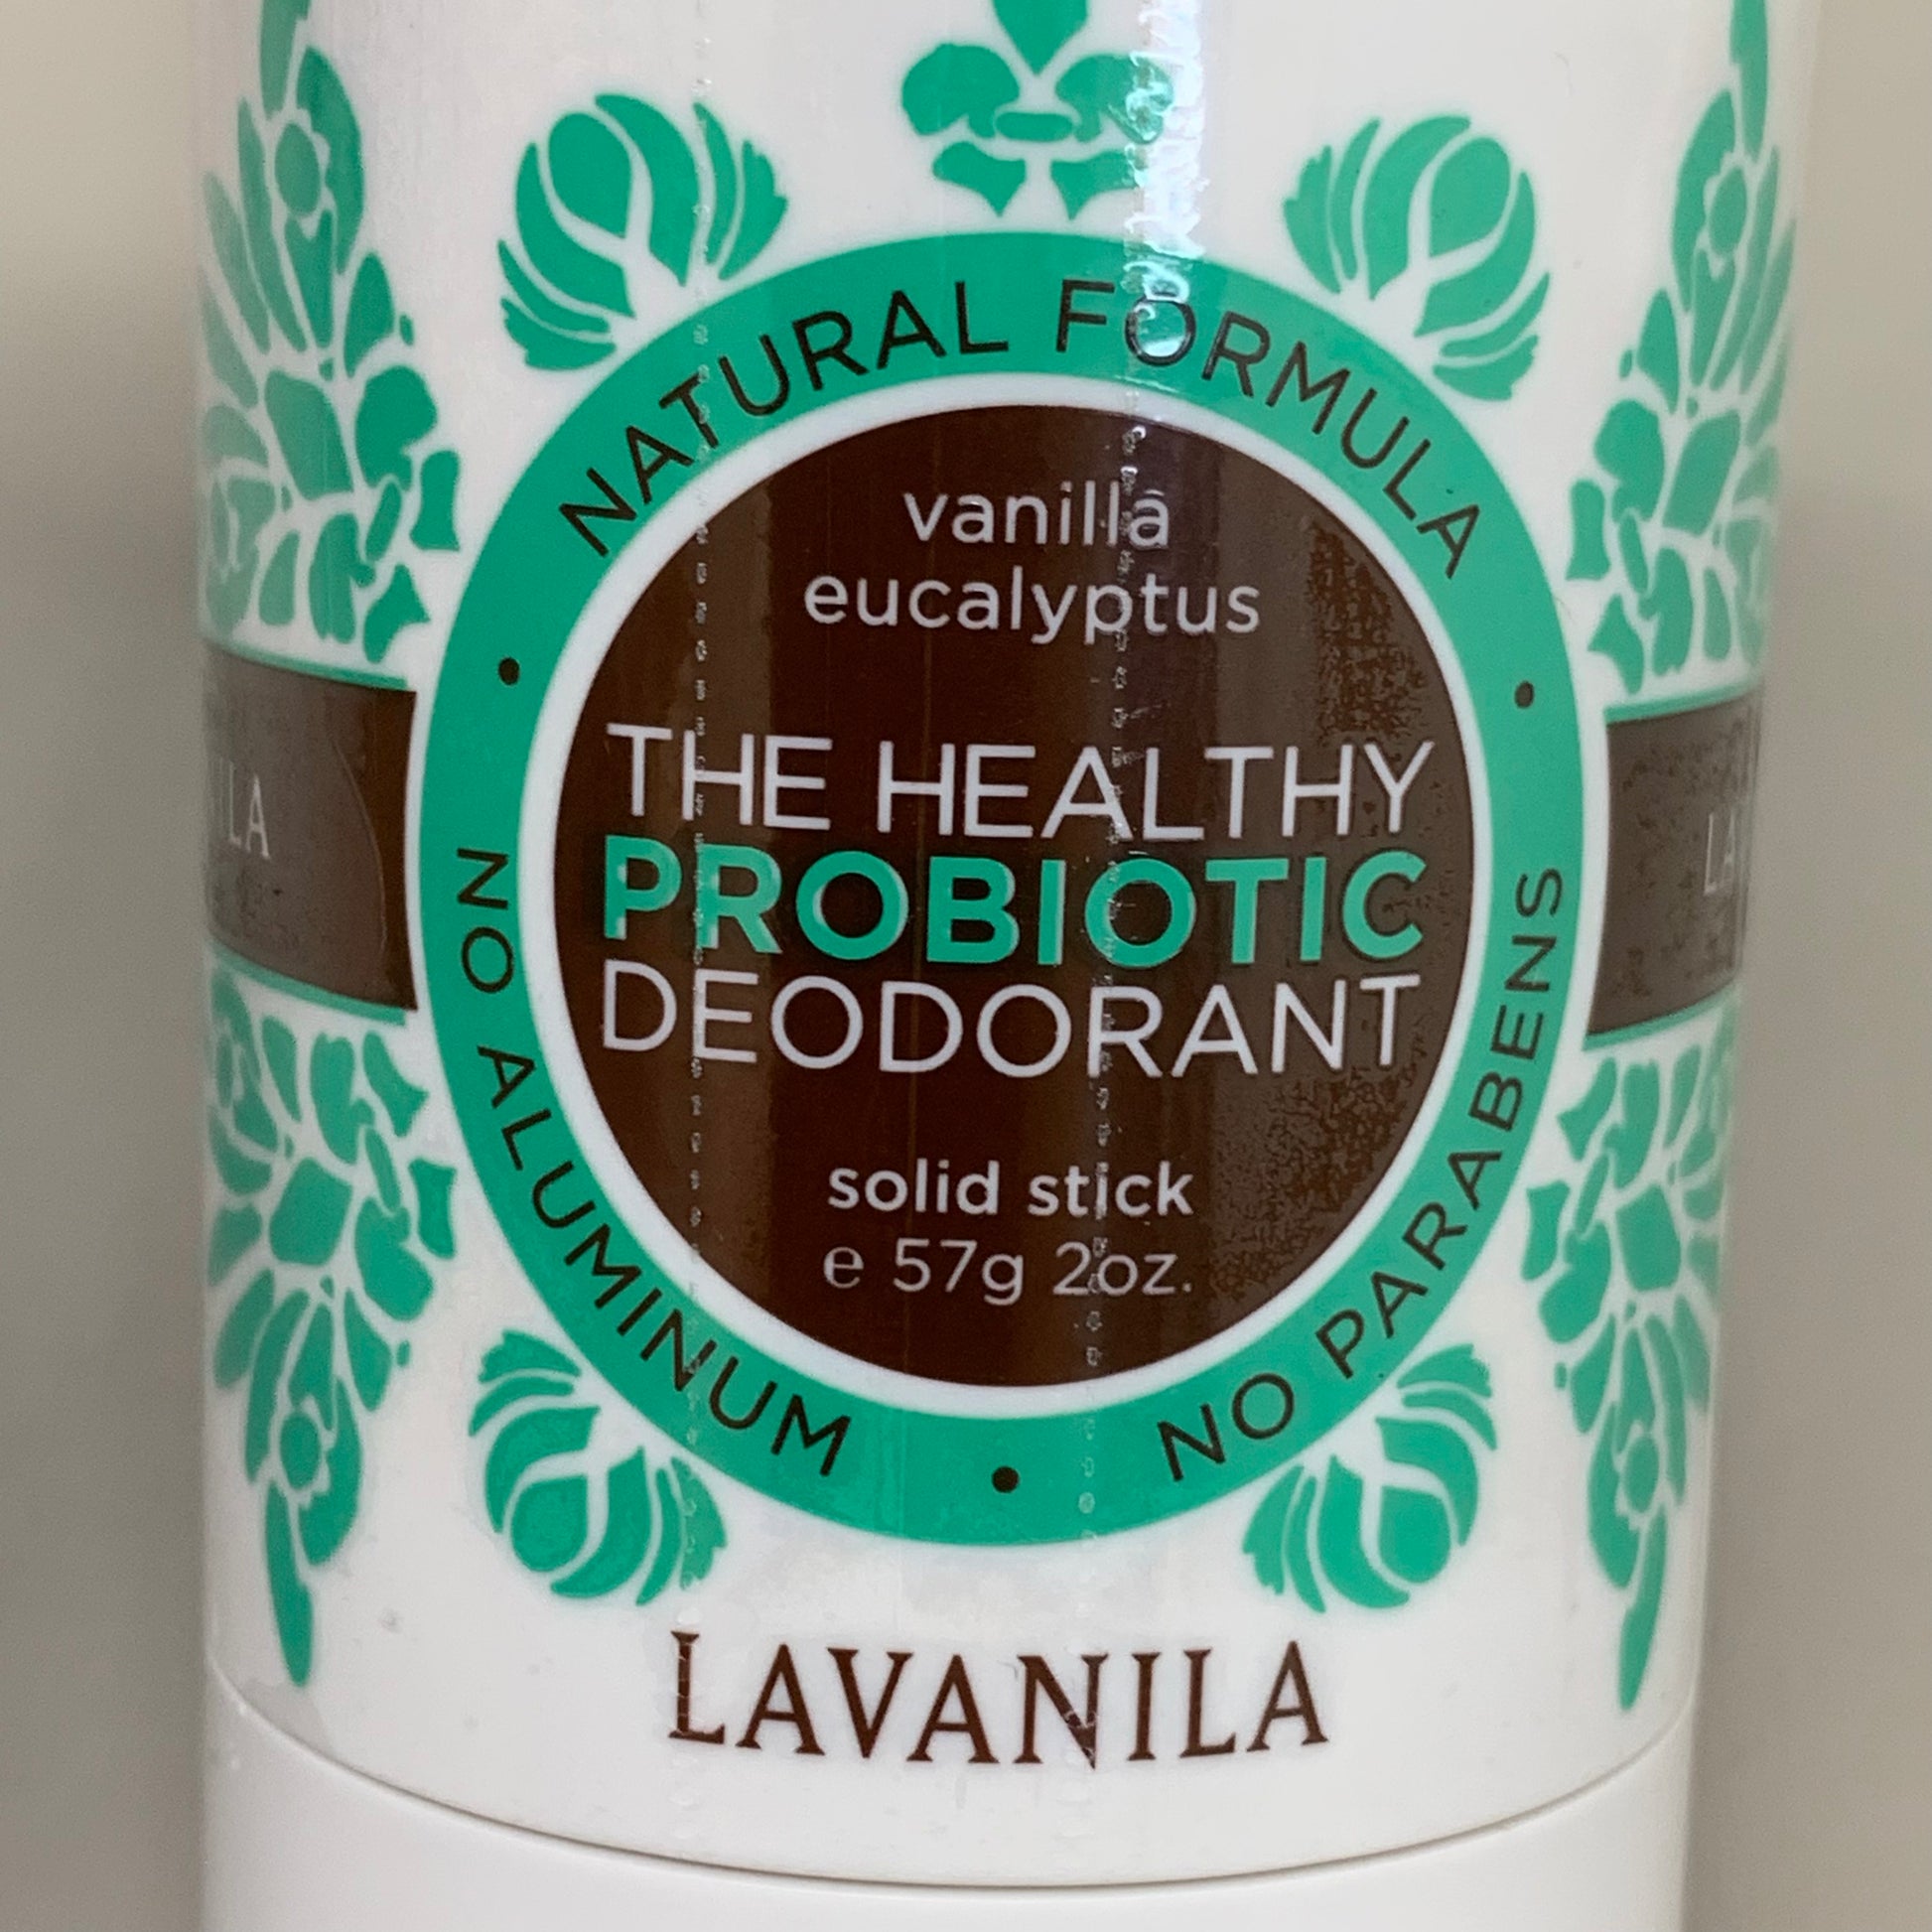 NATURAL FORMULA
vanilla
eucalyptus
THE HEALTHY
PROBIOTIC
DEODORANT
solid stick
e 57g 2oz.
NO ALUMINUM • NO PARABENS
LAVANILA